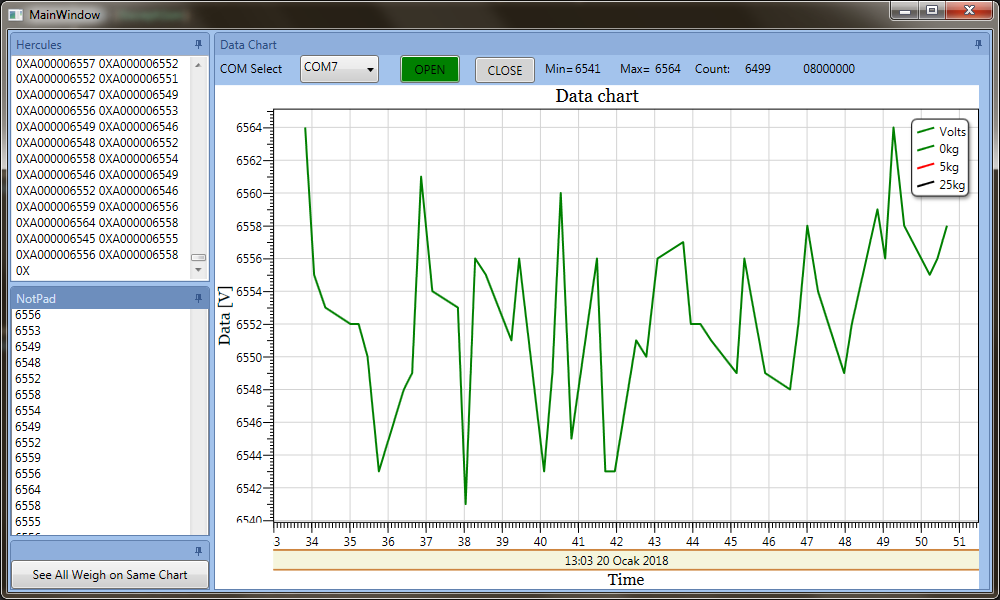 MainWindow
Hercules
0XA000006557 0XA000006552
0XA000006552 0XA000006551
0XA000006547 0XA000006549
0XA000006556 0XA000006553
0XA000006549 0XA000006546
0XA000006548 0XA000006552
0XA000006558 0XA000006554
0XA000006546 0XA000006549
0XA000006552 0XA000006546
0XA000006559 0XA000006556
0XA000006564 0XA000006558
0XA000006545 0XA000006555
0XA000006556 0XA000006558
0X
NotPad
6556
6553
6549
6548
6552
6558
6554
6549
6552
6559
6556
6564
6558
6555
See All Weigh on Same Chart
Data Chart
COM Select COM7 OPEN CLOSE Min= 6541 Max= 6564 Count: 6499 08000000
Data chart
Data [V]
6564
6562
6560
6558
6556
6554
6552
6550
6548
6546
6544
6542
6540
Volts
0kg
5kg
25kg
3 34 35 36 37 38 39 40 41 42 43 44 45 46 47 48 49 50 51
13:03 20 Ocak 2018
Time